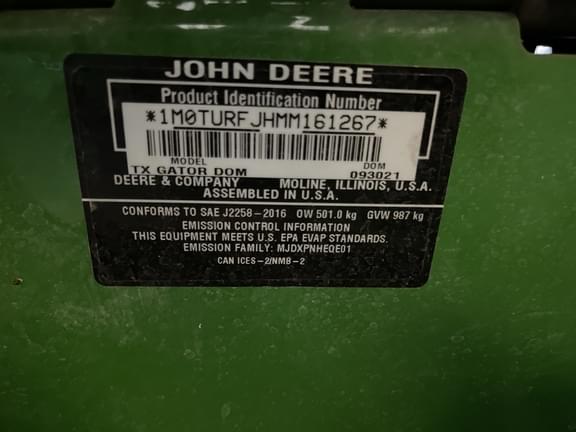 JOHN DEERE
Product Identification Number
*1M0TURFJHMM161267*
MODEL DOM
TX GATOR DOM 093021
DEERE & COMPANY MOLINE, ILLINOIS, U.S.A.
ASSEMBLED IN U.S.A.
CONFORMS TO SAE J2258-2016 OW 501.0 kg GVW 987 kg
EMISSION CONTROL INFORMATION
THIS EQUIPMENT MEETS U.S. EPA EVAP STANDARDS.
EMISSION FAMILY: MJDXPNHEQE01
CAN ICES-2/NMB-2